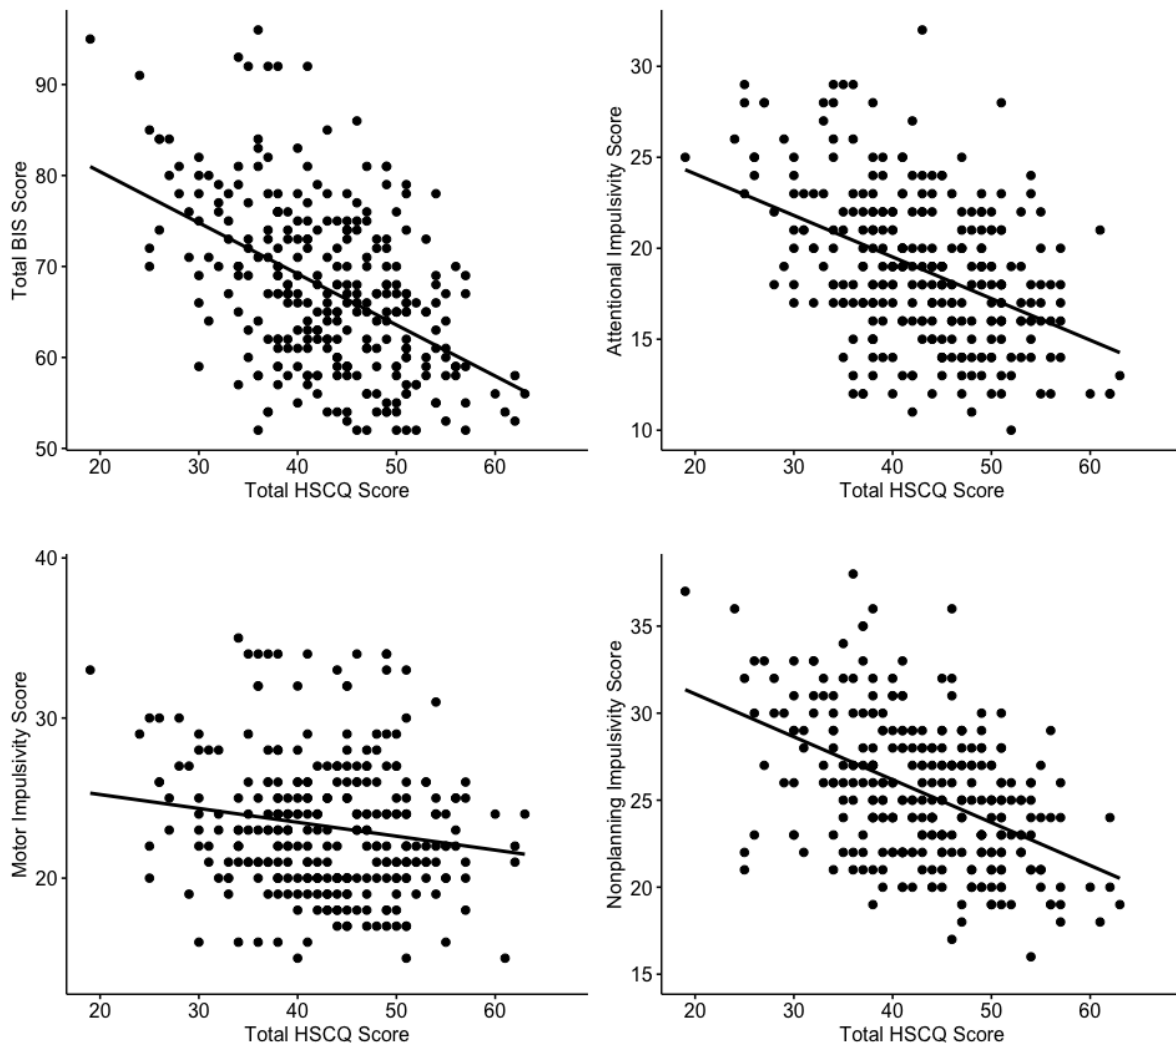 Total BIS Score
90
80
70
60
50
20 30 40 50 60
Total HSCQ Score
Attentional Impulsivity Score
30
25
20
15
10
20 30 40 50 60
Total HSCQ Score
Motor Impulsivity Score
40
30
20
20 30 40 50 60
Total HSCQ Score
Nonplanning Impulsivity Score
35
30
25
20
15
20 30 40 50 60
Total HSCQ Score